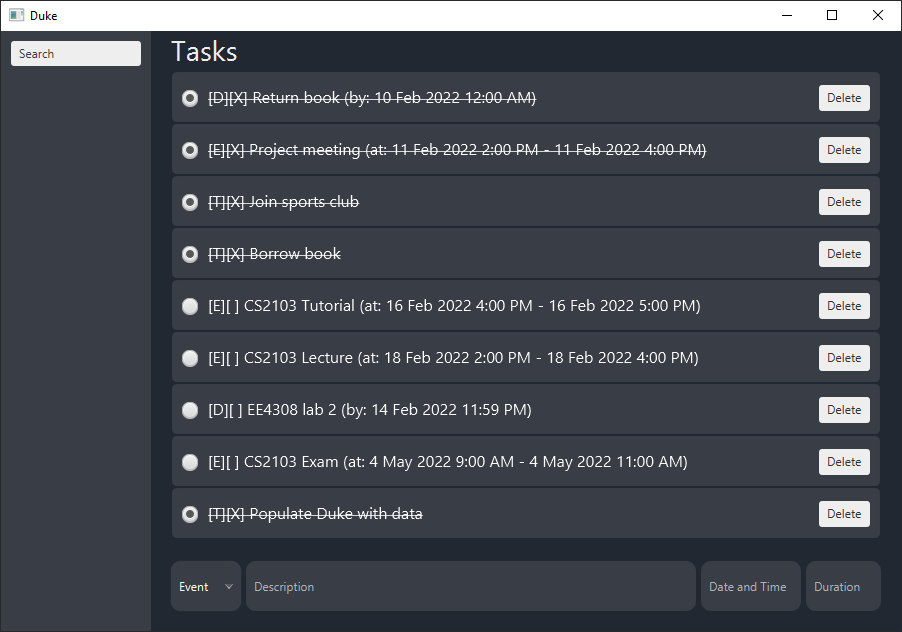 Duke
Search
Tasks
[D][X] Return book (by: 10 Feb 2022 12:00 AM) Delete
[E][X] Project meeting (at: 11 Feb 2022 2:00 PM - 11 Feb 2022 4:00 PM) Delete
[T][X] Join sports club Delete
[T][X] Borrow book Delete
[E][ ] CS2103 Tutorial (at: 16 Feb 2022 4:00 PM - 16 Feb 2022 5:00 PM) Delete
[E][ ] CS2103 Lecture (at: 18 Feb 2022 2:00 PM - 18 Feb 2022 4:00 PM) Delete
[D][ ] EE4308 lab 2 (by: 14 Feb 2022 11:59 PM) Delete
[E][ ] CS2103 Exam (at: 4 May 2022 9:00 AM - 4 May 2022 11:00 AM) Delete
[T][X] Populate Duke with data Delete
Event Description Date and Time Duration